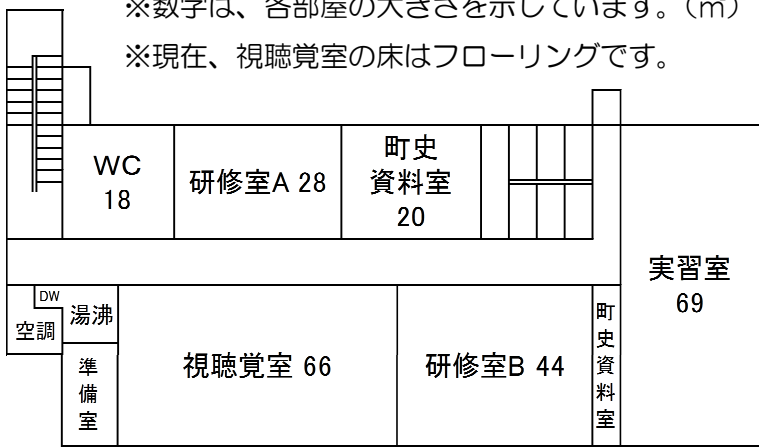 ※数字は、各部屋の大きさを示しています。（㎡）
※現在、視聴覚室の床はフローリングです。
WC
18
研修室A 28
町史
資料室
20
実習室
69
DW
空調
湯沸
準
備
室
視聴覚室 66
研修室B 44
町
史
資
料
室